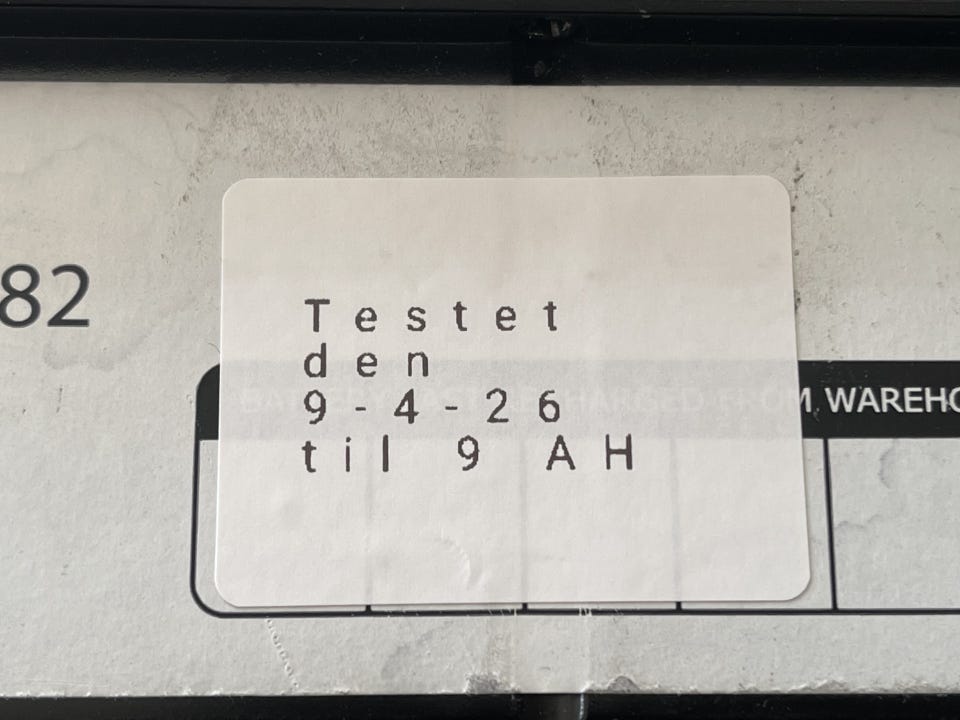 82
Testet
den
9-4-26
til 9 AH
WAREHO